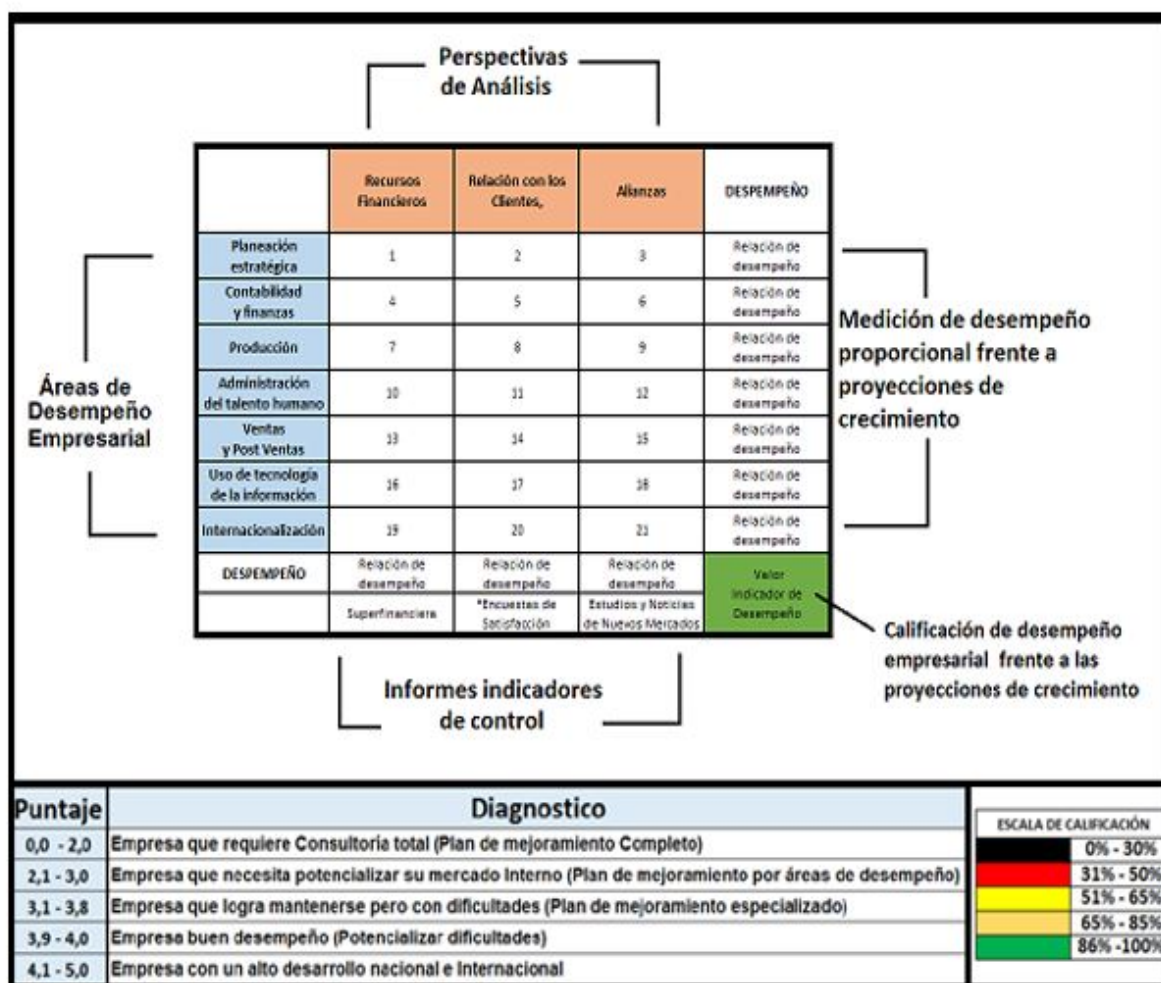 Perspectivas
de Análisis
Recursos
Financieros
Relación con los
Clientes,
Alianzas
DESPEMPEÑO
Planeación
estratégica
1
2
3
Relación de
desempeño
Contabilidad
y finanzas
4
5
6
Relación de
desempeño
Producción
7
8
9
Relación de
desempeño
Administración
del talento humano
10
11
12
Relación de
desempeño
Ventas
y Post Ventas
13
14
15
Relación de
desempeño
Uso de tecnología
de la información
16
17
18
Relación de
desempeño
Internacionalización
19
20
21
Relación de
desempeño
DESPEMPEÑO
Relación de
desempeño
Relación de
desempeño
Relación de
desempeño
Valor
Indicador de
Desempeño
Superfinanciera
*Encuestas de
Satisfacción
Estudios y Noticias
de Nuevos Mercados
Áreas de
Desempeño
Empresarial
Medición de desempeño
proporcional frente a
proyecciones de
crecimiento
Calificación de desempeño
empresarial frente a las
proyecciones de crecimiento
Informes indicadores
de control
Puntaje
Diagnostico
0,0 - 2,0
Empresa que requiere Consultoría total (Plan de mejoramiento Completo)
2,1 - 3,0
Empresa que necesita potencializar su mercado Interno (Plan de mejoramiento por áreas de desempeño)
3,1 - 3,8
Empresa que logra mantenerse pero con dificultades (Plan de mejoramiento especializado)
3,9 - 4,0
Empresa buen desempeño (Potencializar dificultades)
4,1 - 5,0
Empresa con un alto desarrollo nacional e Internacional
ESCALA DE CALIFICACIÓN
0% - 30%
31% - 50%
51% - 65%
65% - 85%
86% -100%